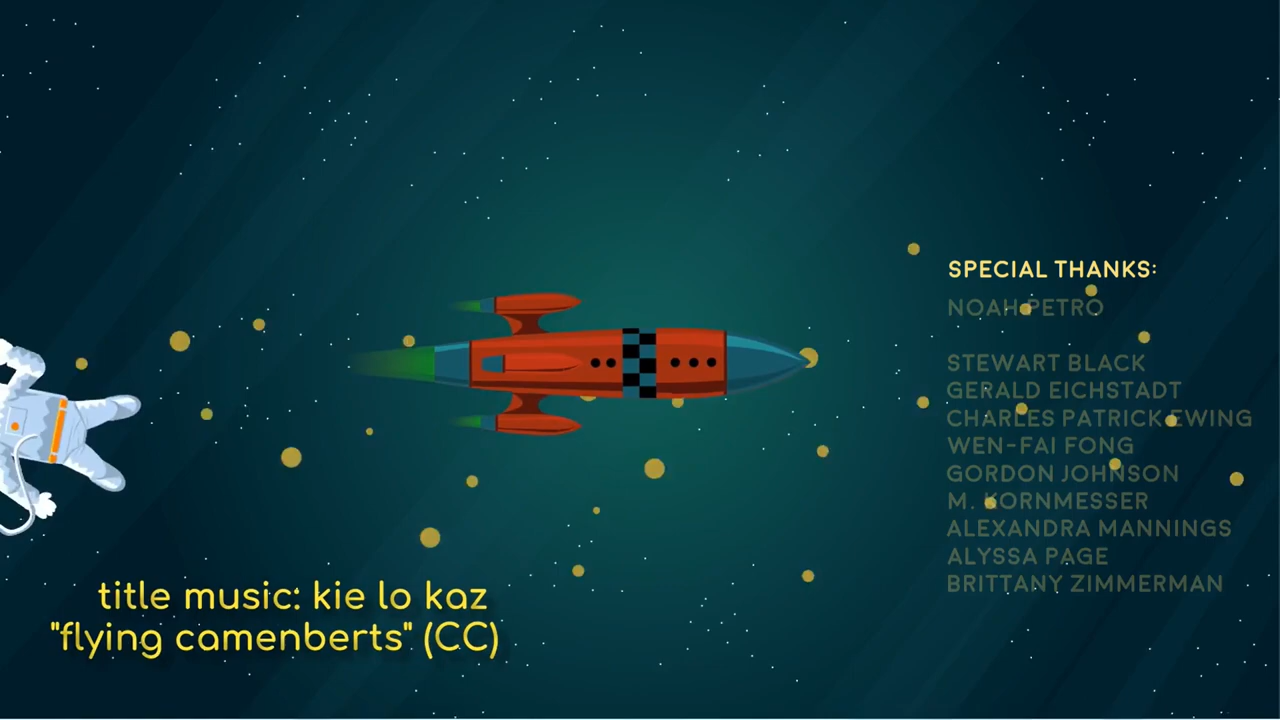 SPECIAL THANKS:
NOAH PETRO
STEWART BLACK
GERALD EICHSTADT
CHARLES PATRICK EWING
WEN-FAI FONG
GORDON JOHNSON
M. KORNMESSER
ALEXANDRA MANNINGS
ALYSSA PAGE
BRITTANY ZIMMERMAN
title music: kie lo kaz
"flying camenberts" (CC)